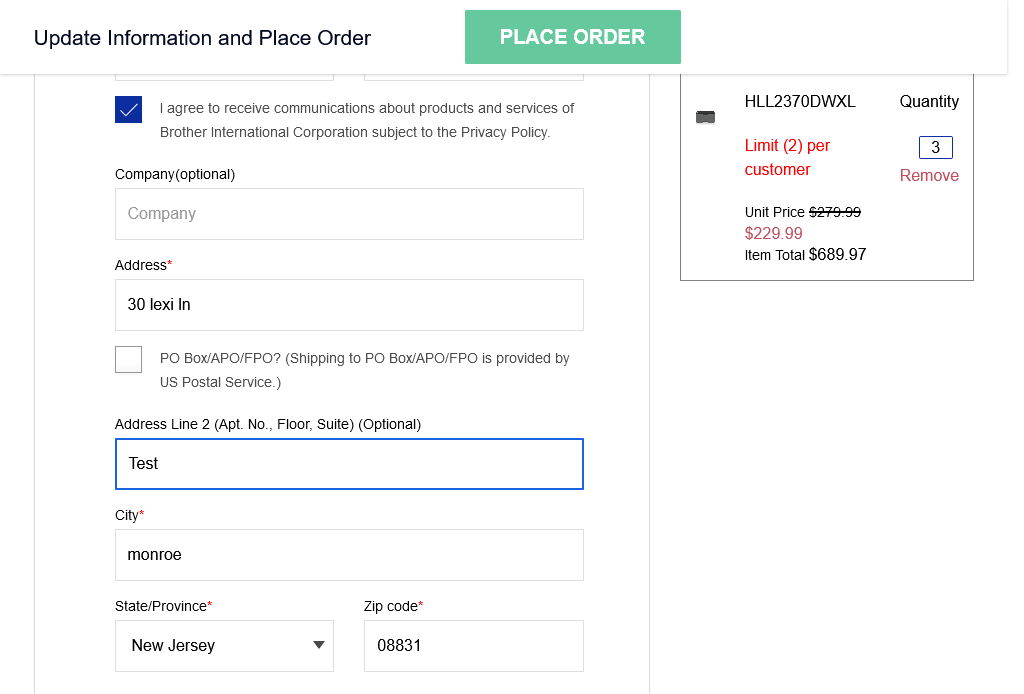 Update Information and Place Order
PLACE ORDER
I agree to receive communications about products and services of
Brother International Corporation subject to the Privacy Policy.
Company(optional)
Company
Address*
30 lexi ln
PO Box/APO/FPO? (Shipping to PO Box/APO/FPO is provided by
US Postal Service.)
Address Line 2 (Apt. No., Floor, Suite) (Optional)
Test
City*
monroe
State/Province* Zip code*
New Jersey 08831
HLL2370DWXL Quantity
Limit (2) per
customer
3
Remove
Unit Price $279.99
$229.99
Item Total $689.97